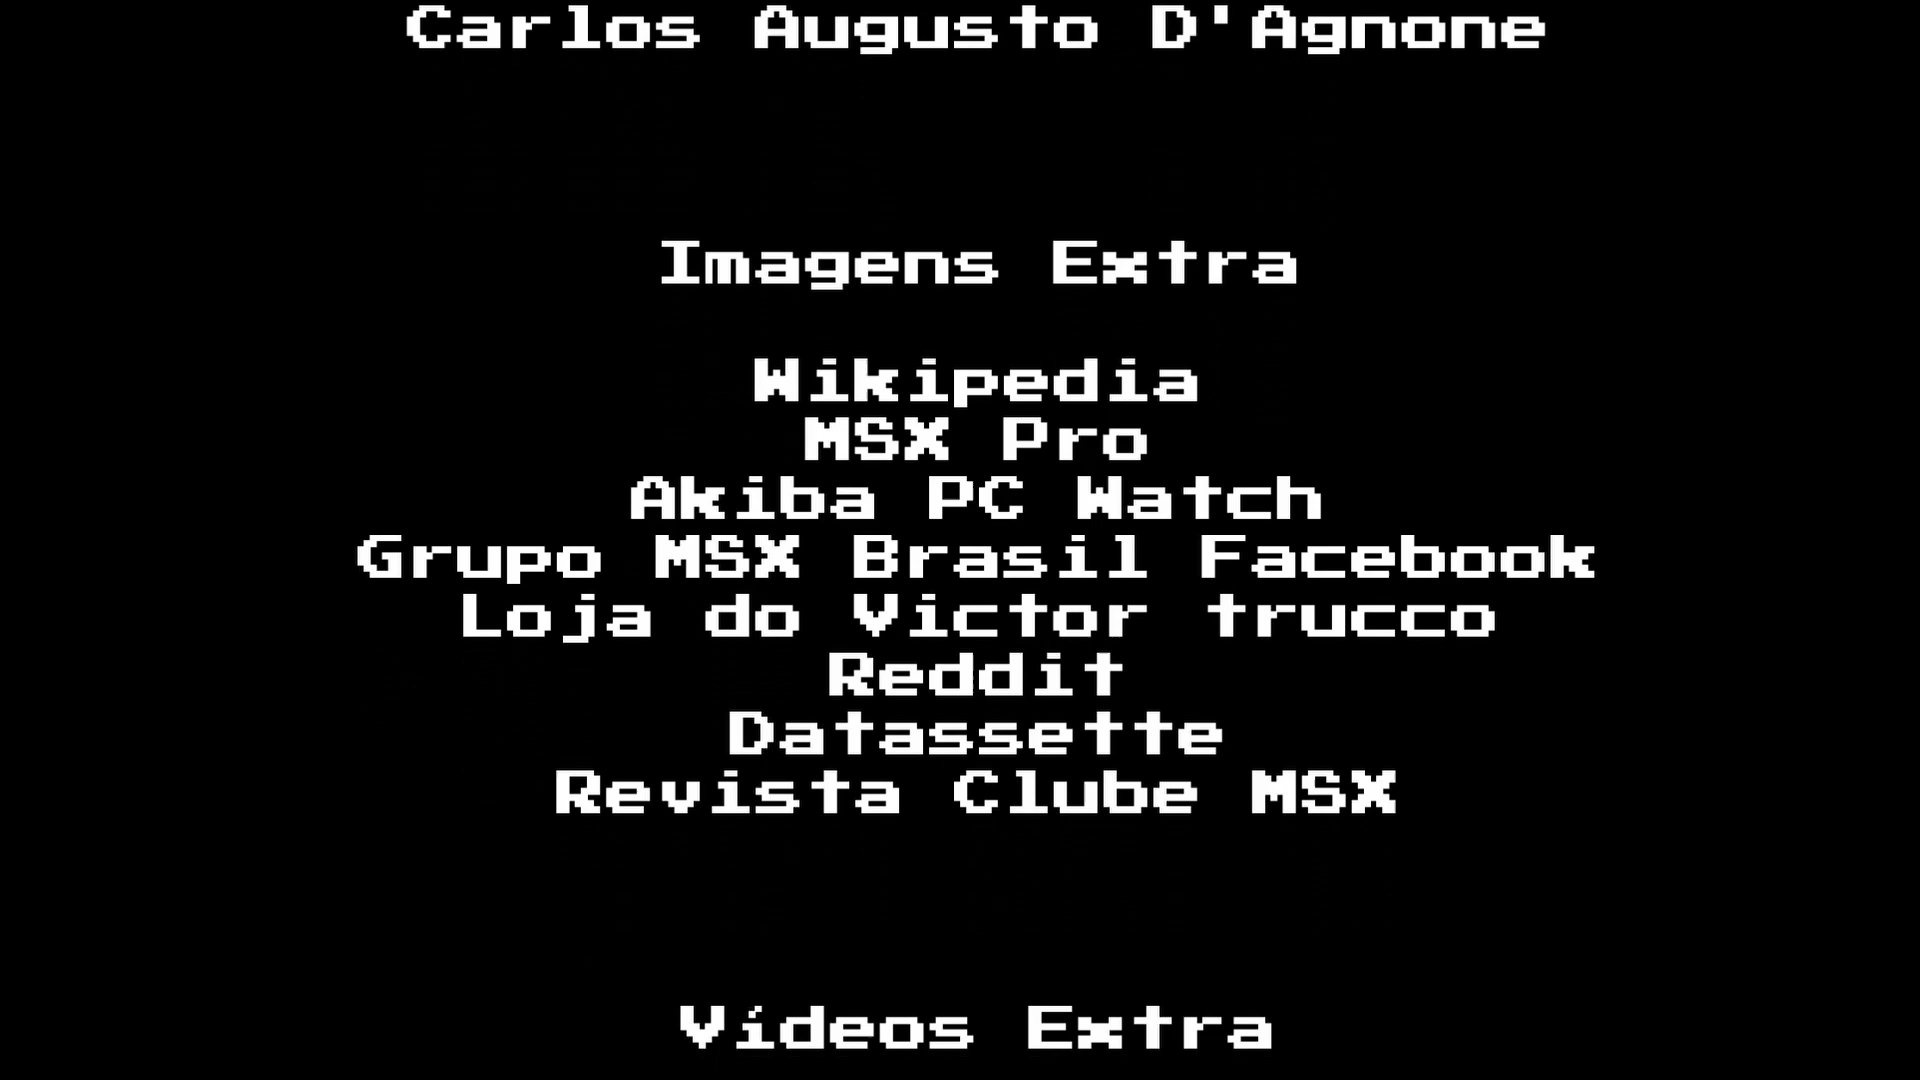 Carlos Augusto D'Agnone
Imagens Extra
Wikipedia
MSX Pro
Akiba PC Watch
Grupo MSX Brasil Facebook
Loja do Victor trucco
Reddit
Datassette
Revista Clube MSX
Vídeos Extra